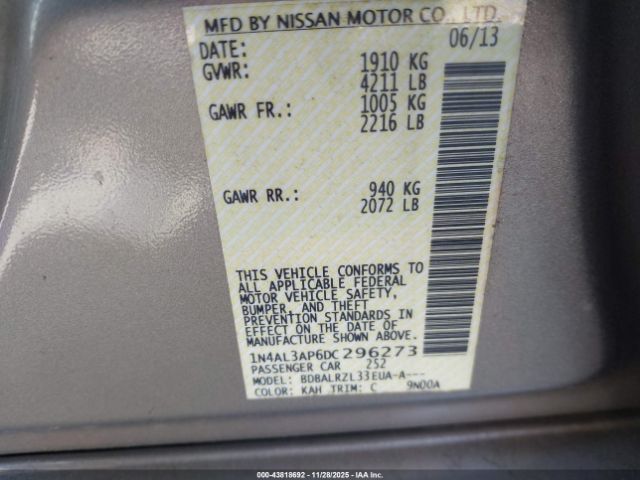 MFD BY NISSAN MOTOR CO., LTD.
DATE: 06/13
GVWR: 1910 KG
4211 LB
GAWR FR.: 1005 KG
2216 LB
GAWR RR.: 940 KG
2072 LB
THIS VEHICLE CONFORMS TO
ALL APPLICABLE FEDERAL
MOTOR VEHICLE SAFETY,
BUMPER, AND THEFT
PREVENTION STANDARDS IN
EFFECT ON THE DATE OF
MANUFACTURE SHOWN ABOVE.
1N4AL3AP6DC296273
PASSENGER CAR 252
MODEL: BDBALRZL33EUA-A---
COLOR: KAH TRIM: C 9N00A
©00-43818692 - 11/28/2025 - IAA Inc.